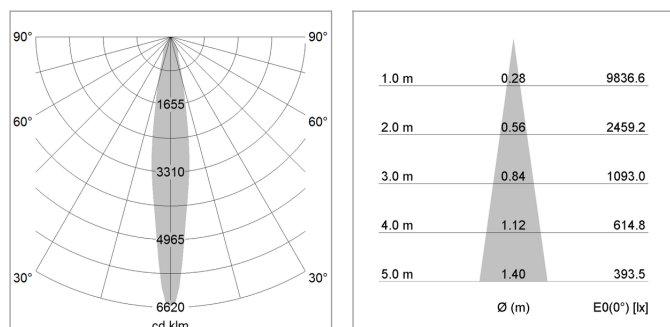 90° 90°
1655
60° 60°
3310
4965
30° 30°
6620
cd klm
1.0 m 0.28 9836.6
2.0 m 0.56 2459.2
3.0 m 0.84 1093.0
4.0 m 1.12 614.8
5.0 m 1.40 393.5
Ø (m) E0(0°) [lx]